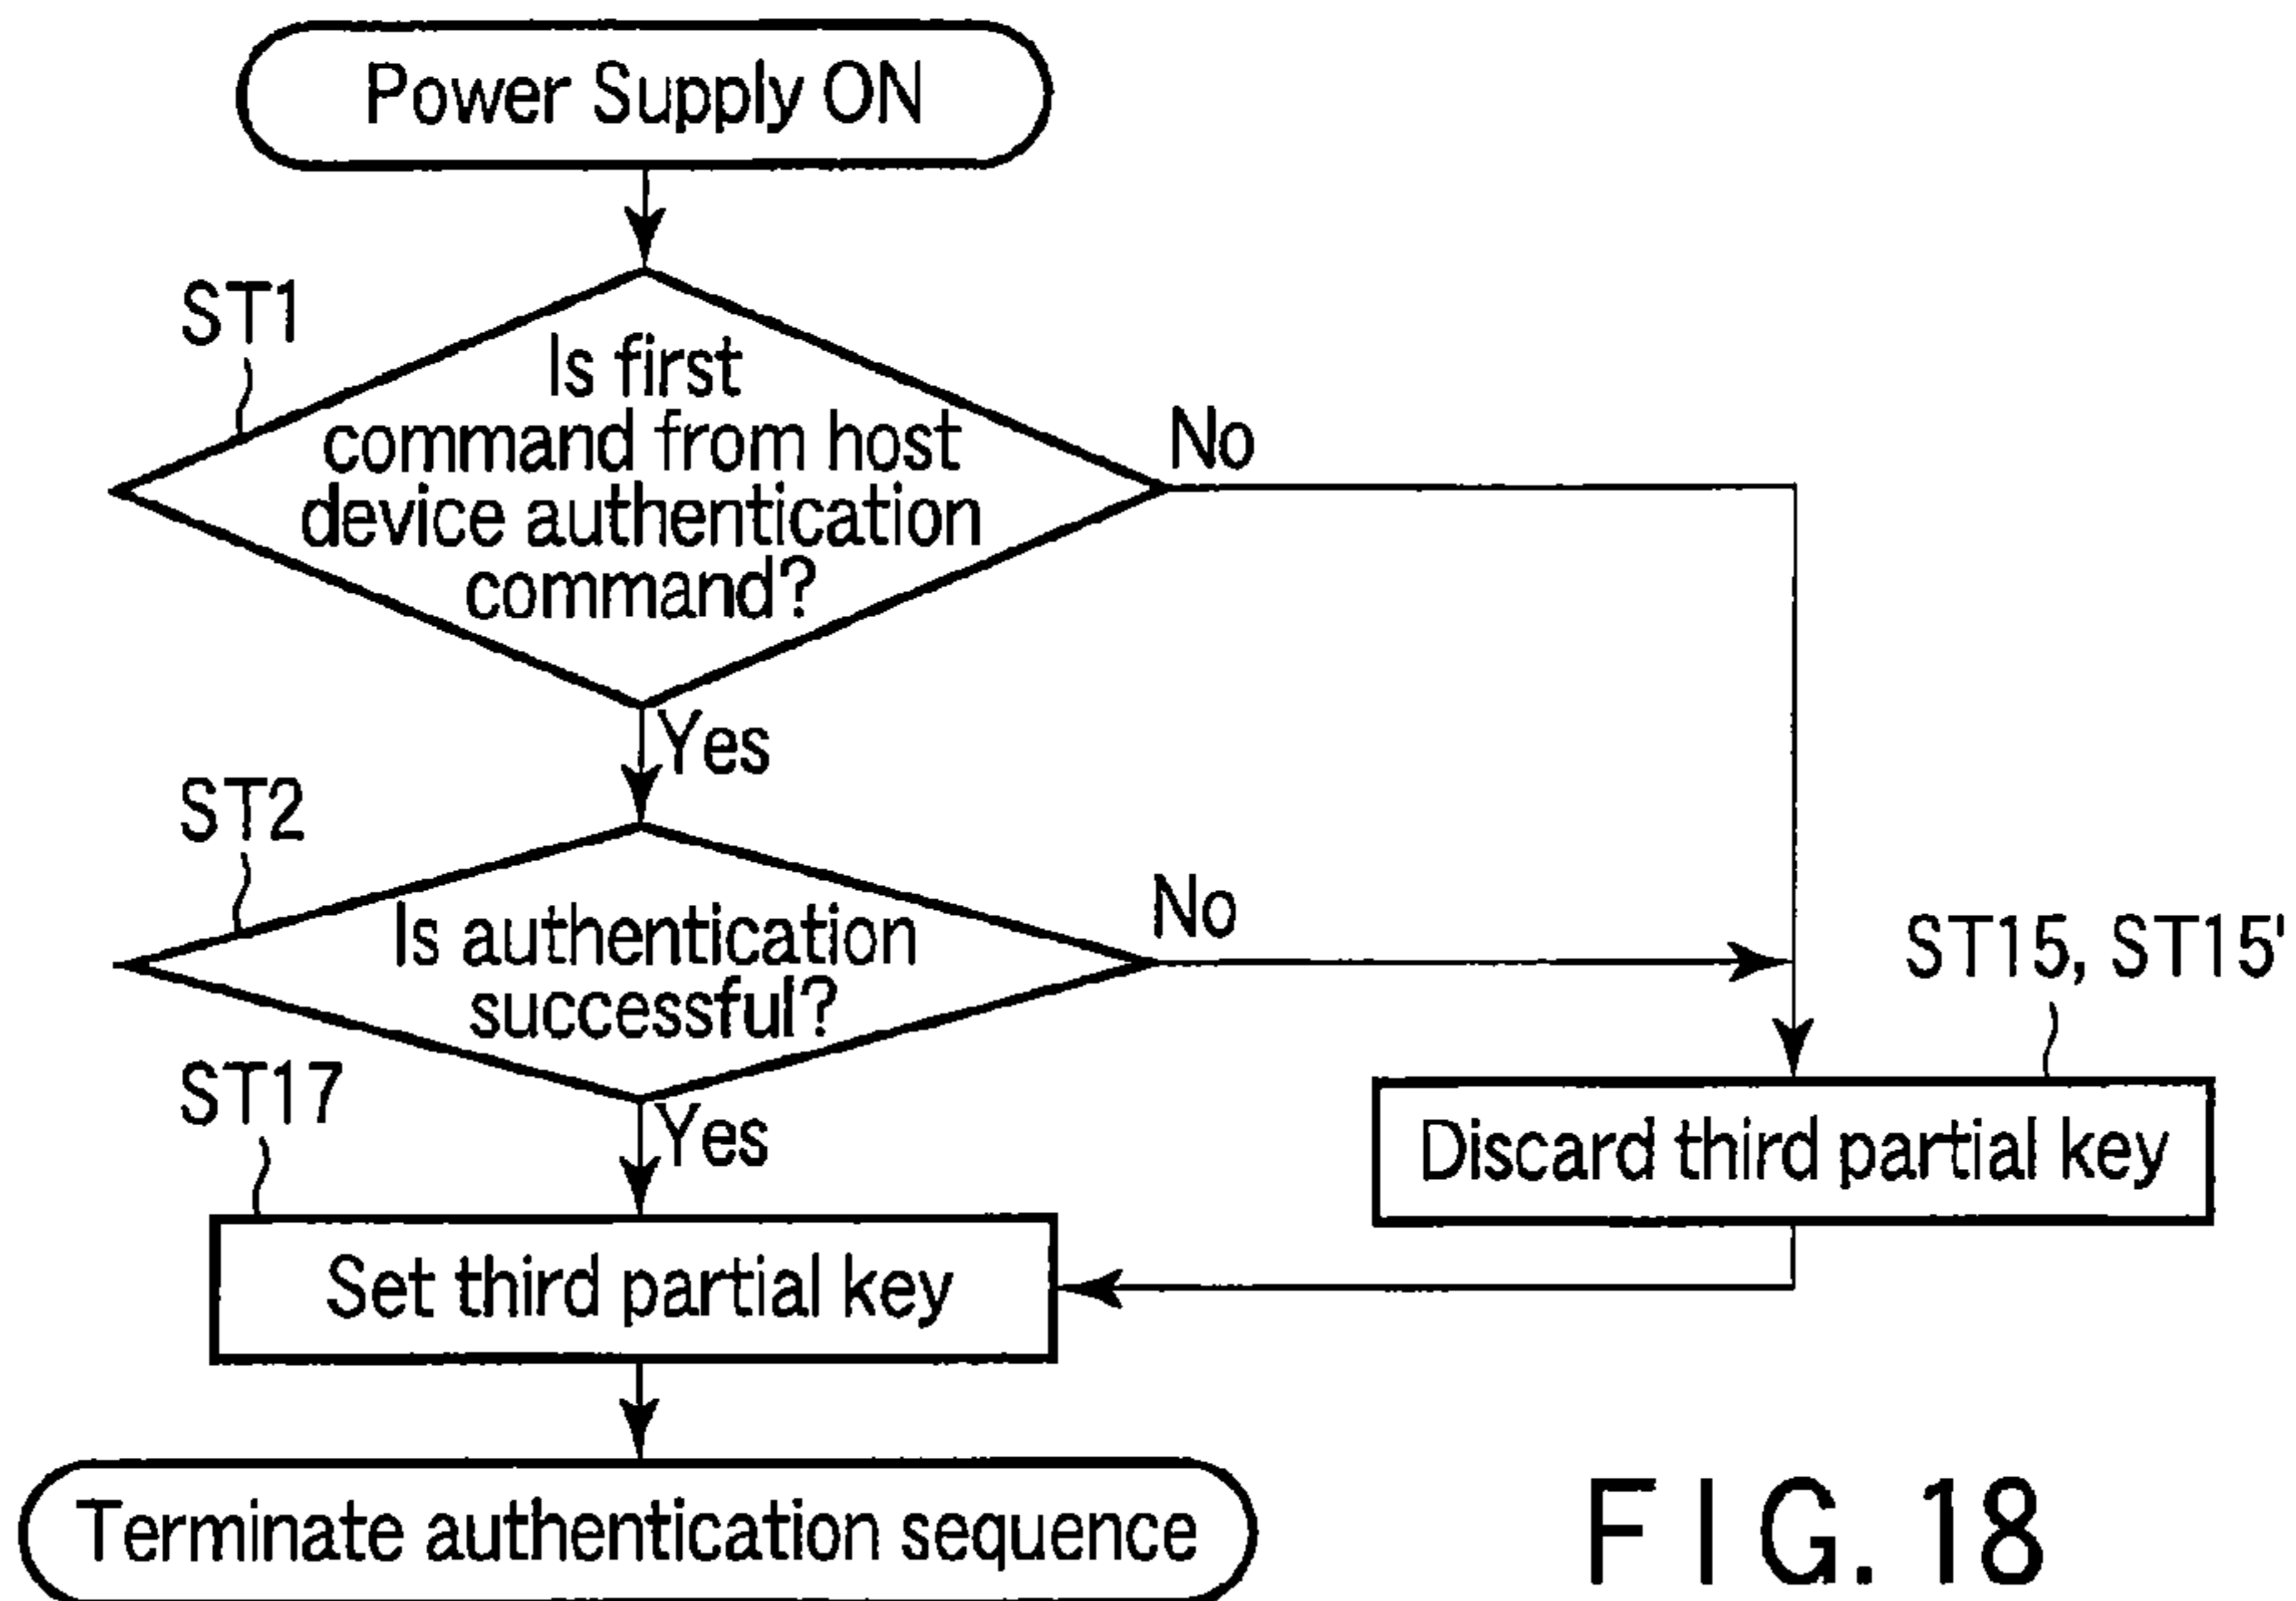 Power Supply ON
ST1
Is first
command from host
device authentication
command?
No
Yes
ST2
Is authentication
successful?
No
ST15, ST15'
ST17
Yes
Discard third partial key
Set third partial key
Terminate authentication sequence
FIG. 18